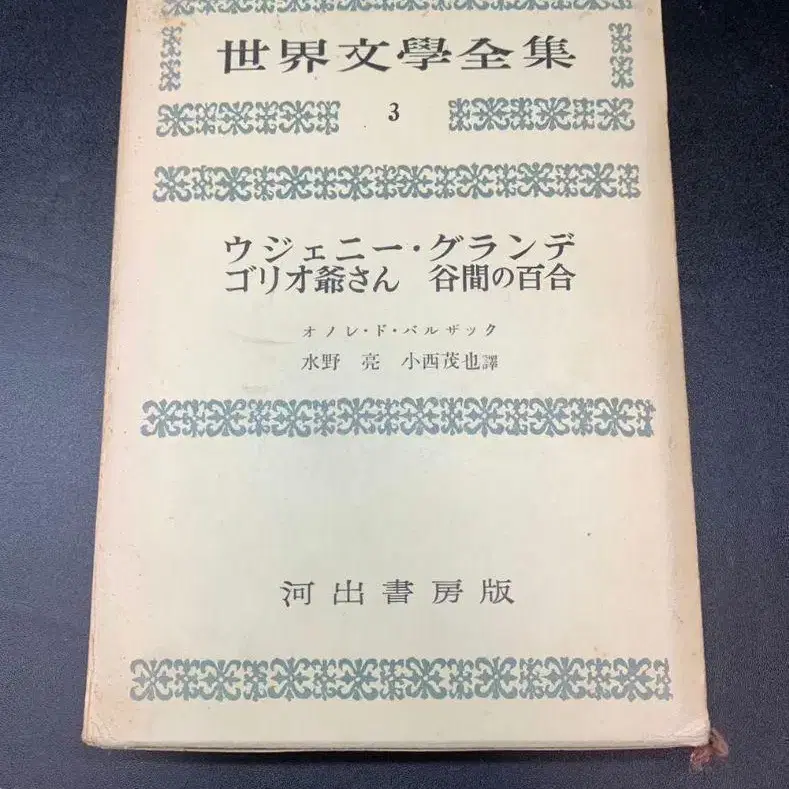 世界文學全集
3
ウジェニー・グランデ
ゴリオ爺さん 谷間の百合
オノレ・ド・バルザック
水野 亮 小西茂也譯
河出書房版